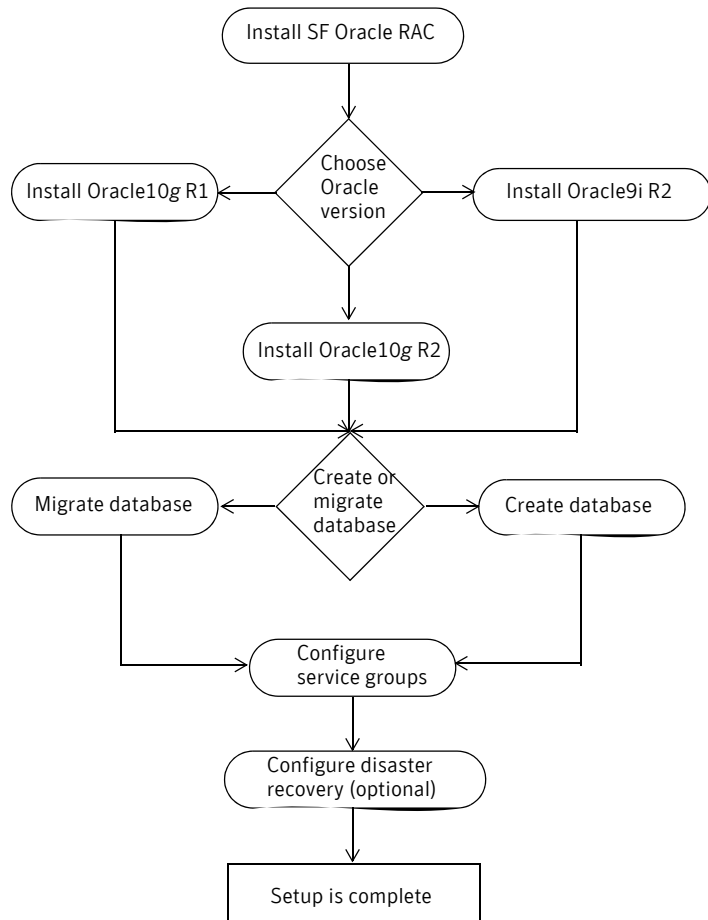 Install SF Oracle RAC
Choose
Oracle
version
Install Oracle10g R1
Install Oracle9i R2
Install Oracle10g R2
Create or
migrate
database
Migrate database
Create database
Configure
service groups
Configure disaster
recovery (optional)
Setup is complete